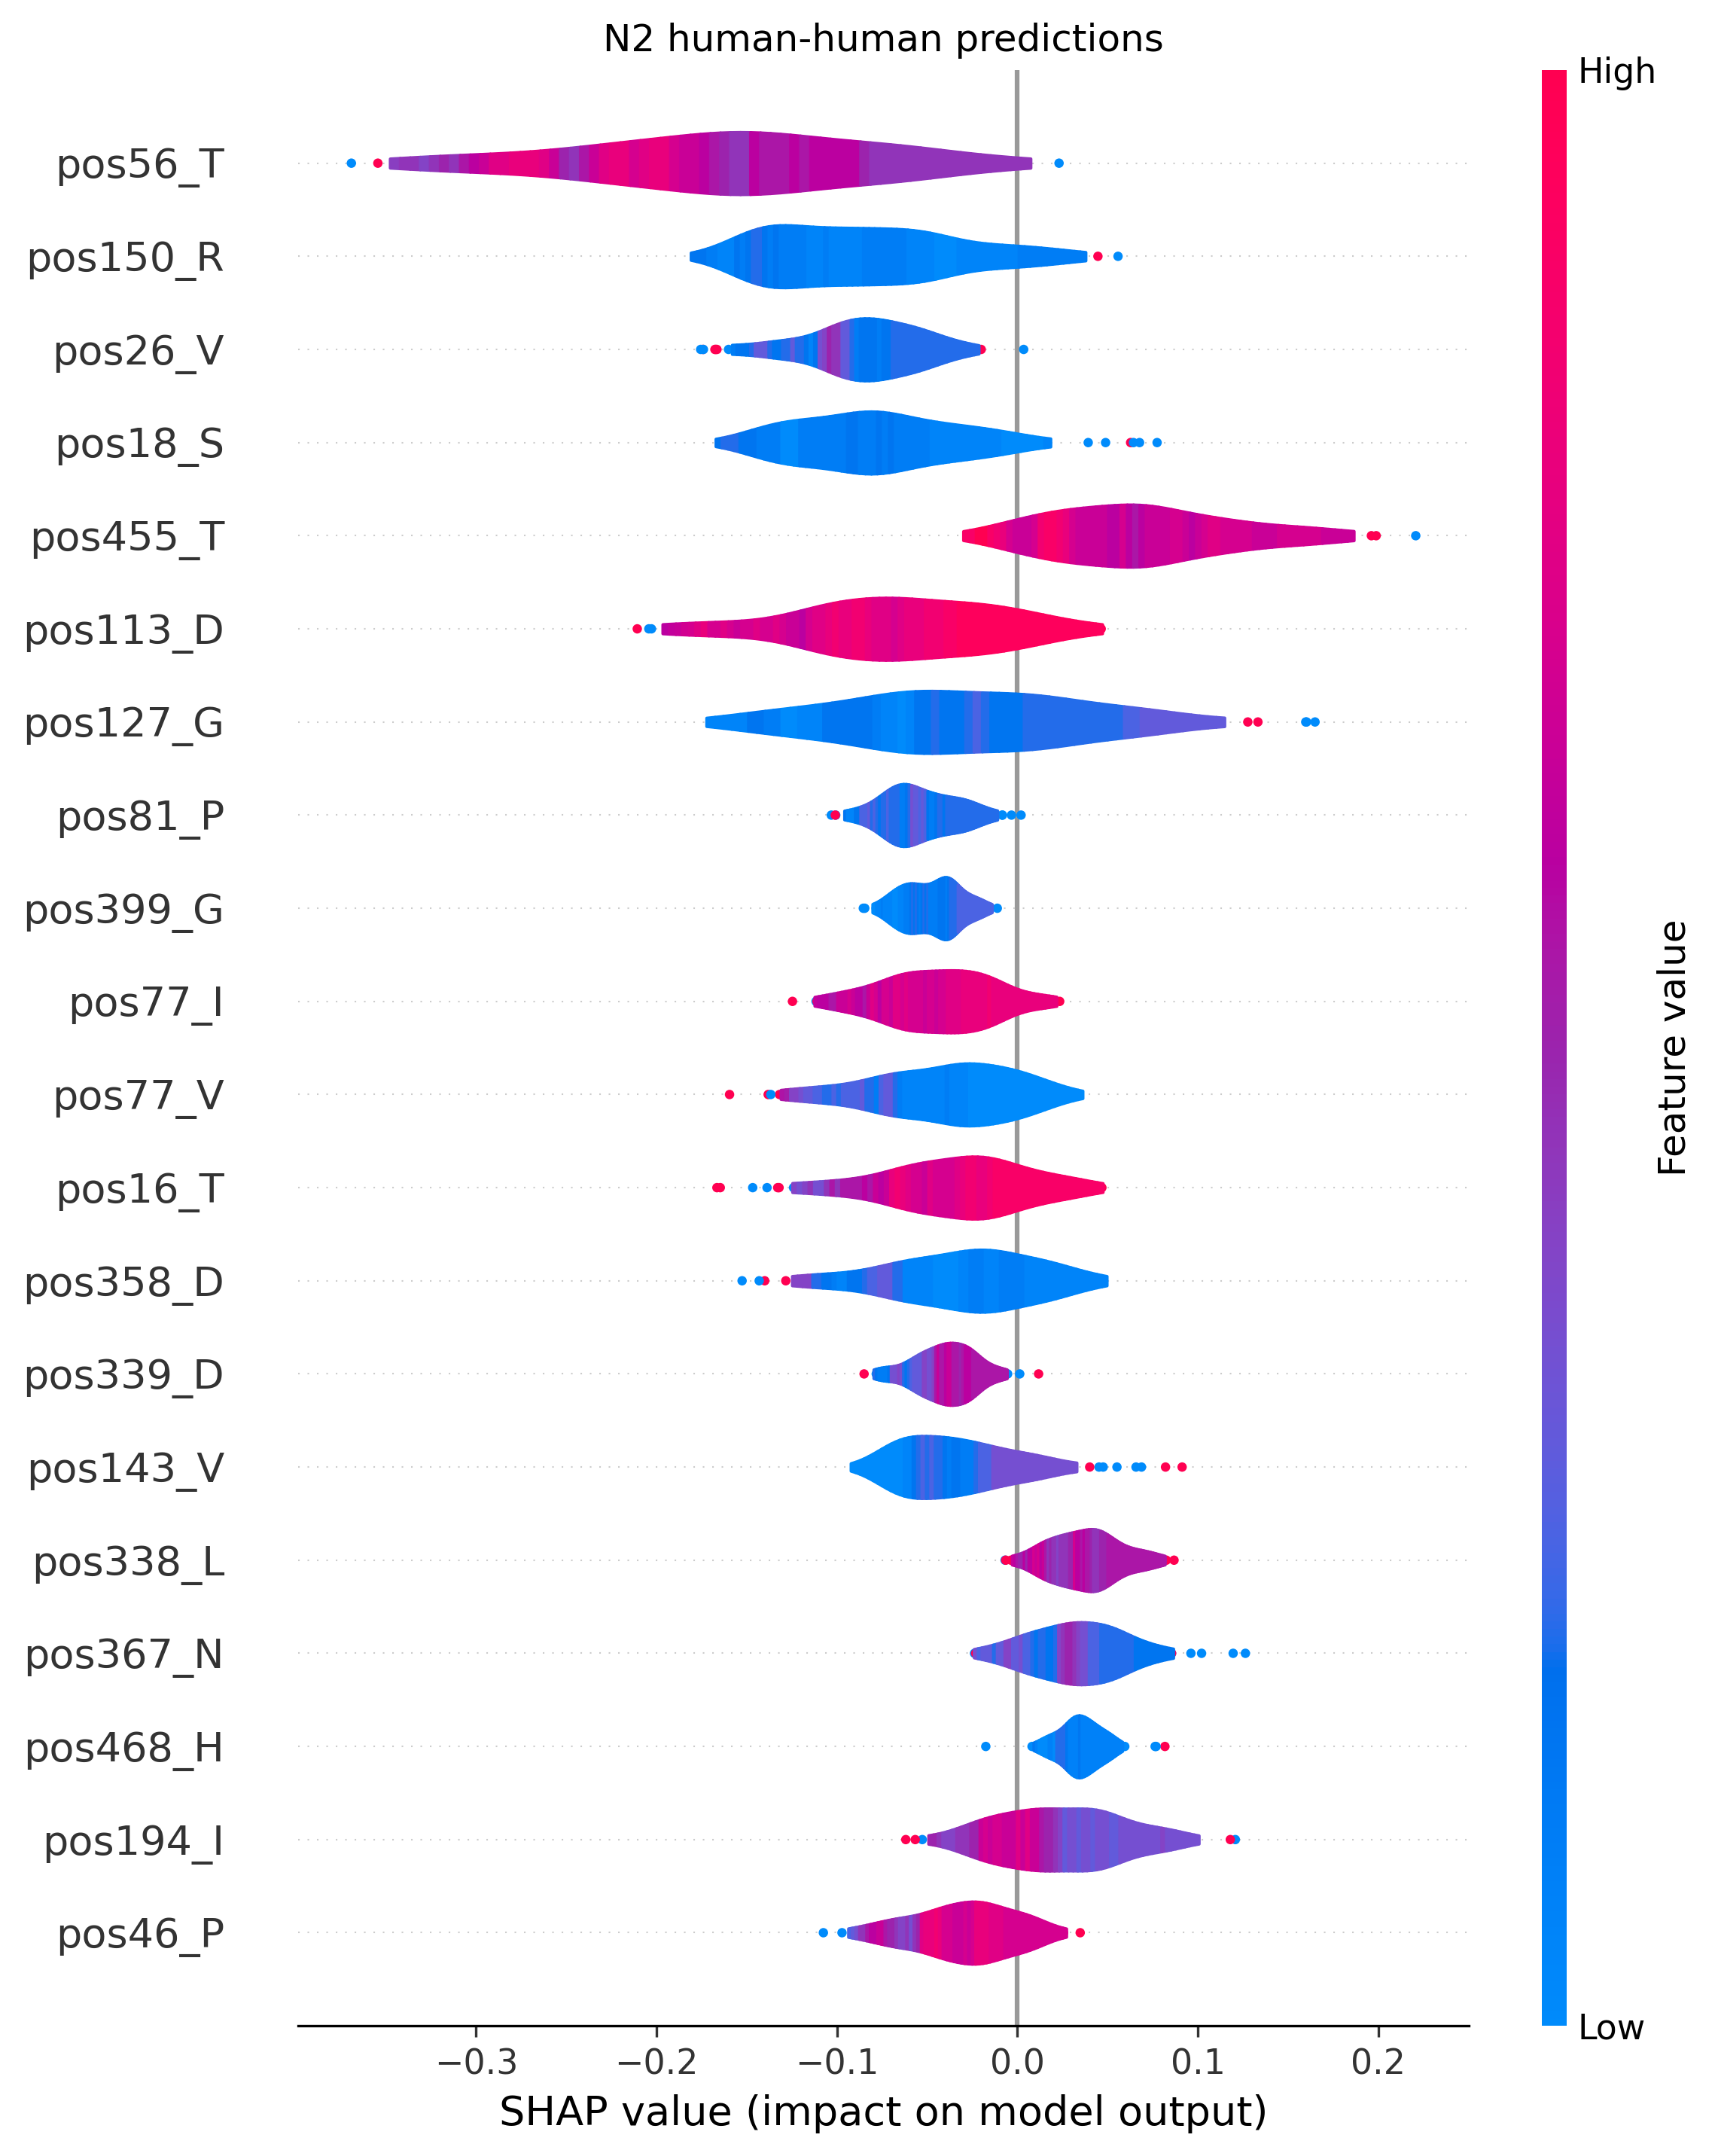 N2 human-human predictions
High
pos56_T
pos150_R
pos26_V
pos18_S
pos455_T
pos113_D
pos127_G
pos81_P
pos399_G
pos77_I
pos77_V
pos16_T
pos358_D
pos339_D
pos143_V
pos338_L
pos367_N
pos468_H
pos194_I
pos46_P
Feature value
Low
−0.3 −0.2 −0.1 0.0 0.1 0.2
SHAP value (impact on model output)